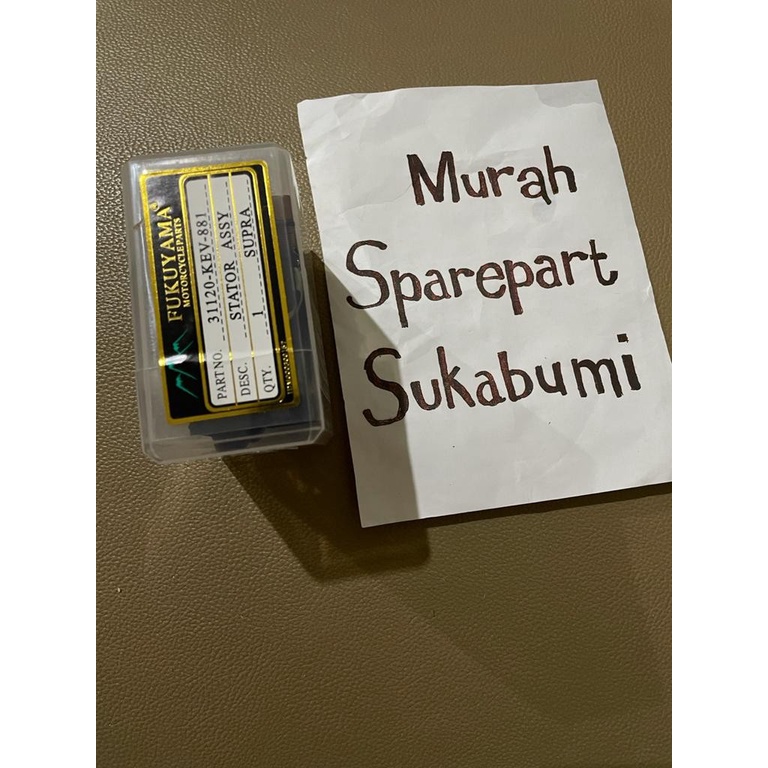 FUKUYAMA
MOTORCYCLE PARTS
PART NO. 31120-KEV-881
DESC. STATOR ASSY
QTY. 1 SUPRA
Murah
Sparepart
Sukabumi